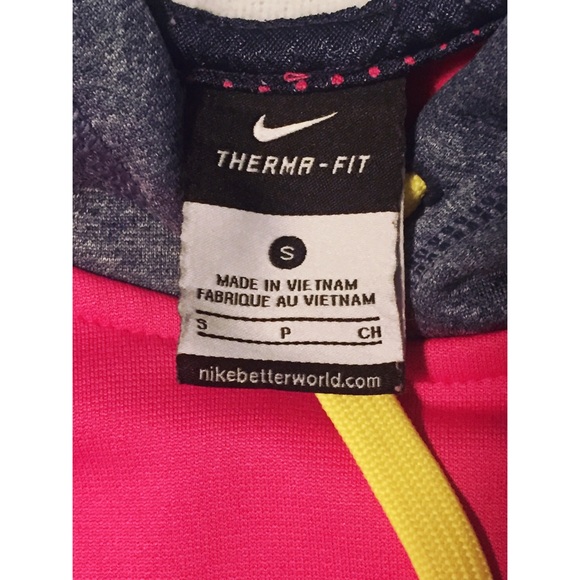 THERMA-FIT
S
MADE IN VIETNAM
FABRIQUE AU VIETNAM
S P CH
nikebetterworld.com